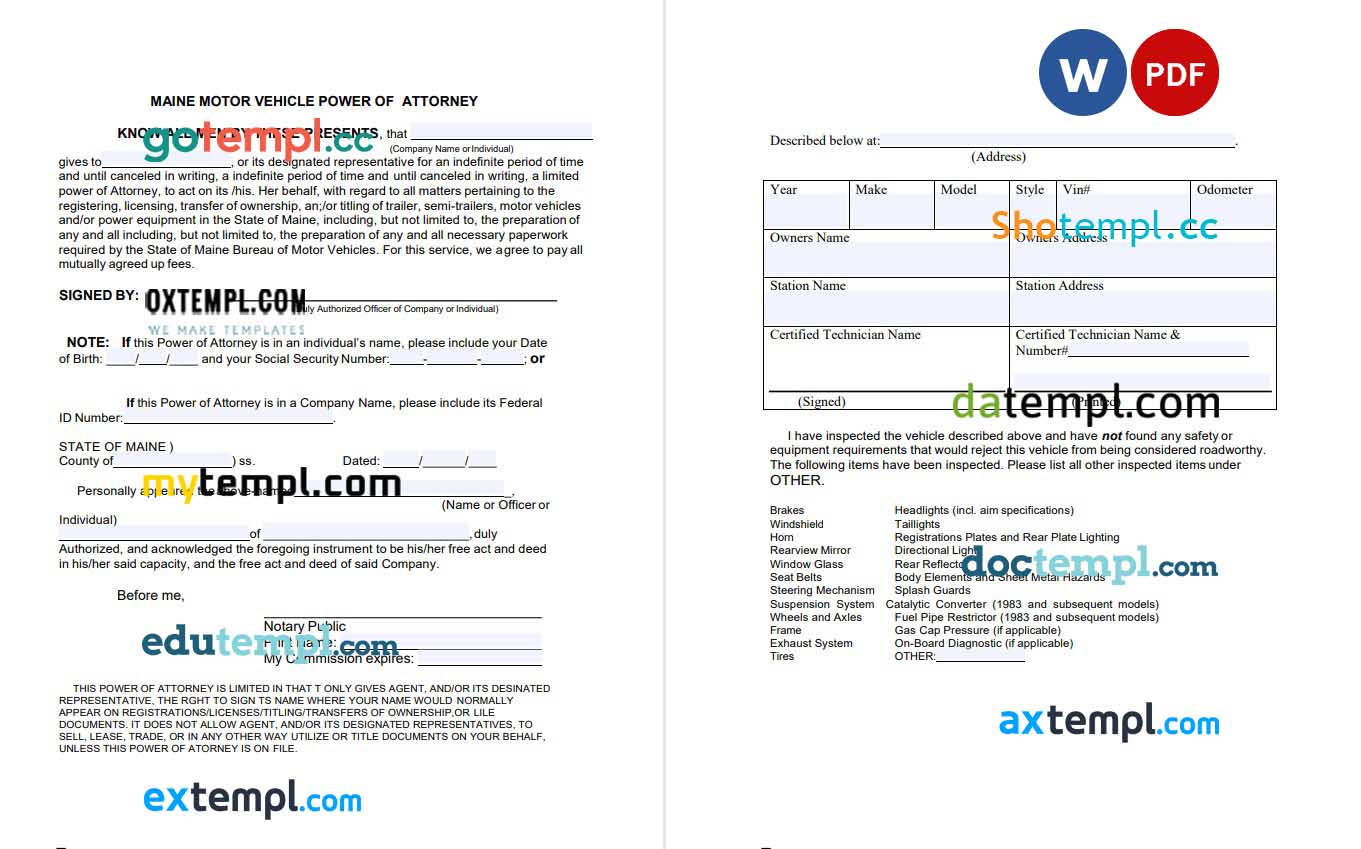 MAINE MOTOR VEHICLE POWER OF ATTORNEY
KNOW ALL MEN BY THESE PRESENTS, that
gotempl.cc
(Company Name or Individual)
gives to , or its designated representative for an indefinite period of time
and until canceled in writing, a indefinite period of time and until canceled in writing, a limited
power of Attorney, to act on its /his. Her behalf, with regard to all matters pertaining to the
registering, licensing, transfer of ownership, an;/or titling of trailer, semi-trailers, motor vehicles
and/or power equipment in the State of Maine, including, but not limited to, the preparation of
any and all including, but not limited to, the preparation of any and all necessary paperwork
required by the State of Maine Bureau of Motor Vehicles. For this service, we agree to pay all
mutually agreed up fees.
SIGNED BY:
OXTEMPL.COM
uly Authorized Officer of Company or Individual)
WE MAKE TEMPLATES
NOTE: If this Power of Attorney is in an individual's name, please include your Date
of Birth: ____/____/____ and your Social Security Number:_____-________-______; or
If this Power of Attorney is in a Company Name, please include its Federal
ID Number: .
STATE OF MAINE )
County of ) ss. Dated: _____/______/____
Personally appeared the above-named ,
mytempl.com
(Name or Officer or
Individual)
of , duly
Authorized, and acknowledged the foregoing instrument to be his/her free act and deed
in his/her said capacity, and the free act and deed of said Company.
Before me,
Notary Public
Print Name:
edutempl.com
My Commission expires:
THIS POWER OF ATTORNEY IS LIMITED IN THAT T ONLY GIVES AGENT, AND/OR ITS DESINATED
REPRESENTATIVE, THE RGHT TO SIGN TS NAME WHERE YOUR NAME WOULD NORMALLY
APPEAR ON REGISTRATIONS/LICENSES/TITLING/TRANSFERS OF OWNERSHIP,OR LILE
DOCUMENTS. IT DOES NOT ALLOW AGENT, AND/OR ITS DESIGNATED REPRESENTATIVES, TO
SELL, LEASE, TRADE, OR IN ANY OTHER WAY UTILIZE OR TITLE DOCUMENTS ON YOUR BEHALF,
UNLESS THIS POWER OF ATORNEY IS ON FILE.
extempl.com
W PDF
Described below at: .
(Address)
Year Make Model Style Vin# Odometer
Shotempl.cc
Owners Name Owners Address
Station Name Station Address
Certified Technician Name Certified Technician Name &
Number#
(Signed) (Printed)
datempl.com
I have inspected the vehicle described above and have not found any safety or
equipment requirements that would reject this vehicle from being considered roadworthy.
The following items have been inspected. Please list all other inspected items under
OTHER.
Brakes Headlights (incl. aim specifications)
Windshield Taillights
Horn Registrations Plates and Rear Plate Lighting
Rearview Mirror Directional Light
Window Glass Rear Reflecto
doctempl.com
Seat Belts Body Elements and Sheet Metal Hazards
Steering Mechanism Splash Guards
Suspension System Catalytic Converter (1983 and subsequent models)
Wheels and Axles Fuel Pipe Restrictor (1983 and subsequent models)
Frame Gas Cap Pressure (if applicable)
Exhaust System On-Board Diagnostic (if applicable)
Tires OTHER:
axtempl.com